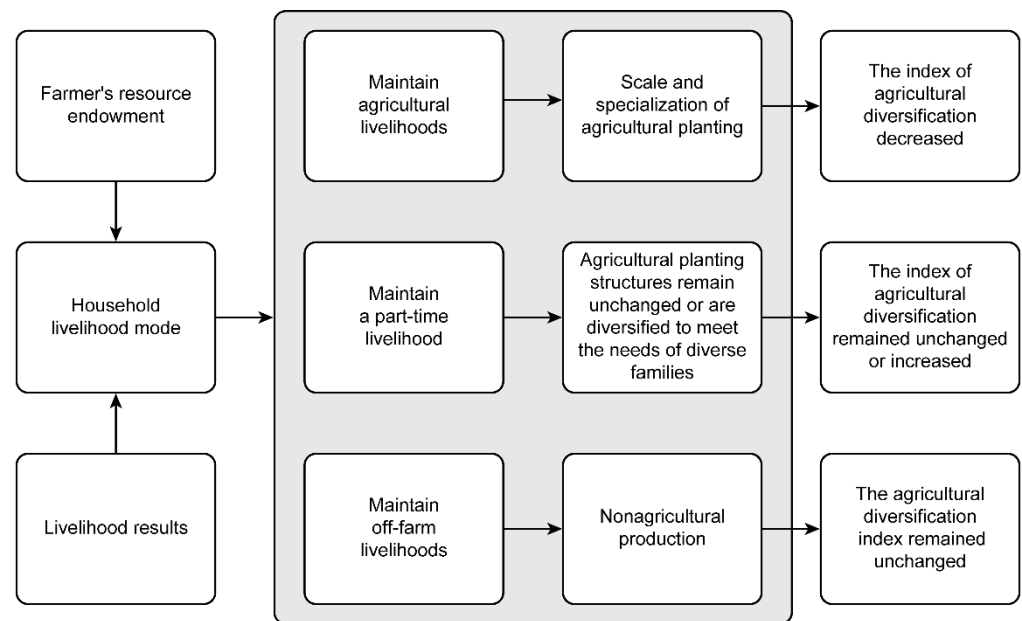 Farmer's resource
endowment
Maintain
agricultural
livelihoods
Scale and
specialization of
agricultural planting
The index of
agricultural
diversification
decreased
Household
livelihood mode
Maintain
a part-time
livelihood
Agricultural planting
structures remain
unchanged or are
diversified to meet
the needs of diverse
families
The index of
agricultural
diversification
remained unchanged
or increased
Livelihood results
Maintain
off-farm
livelihoods
Nonagricultural
production
The agricultural
diversification
index remained
unchanged